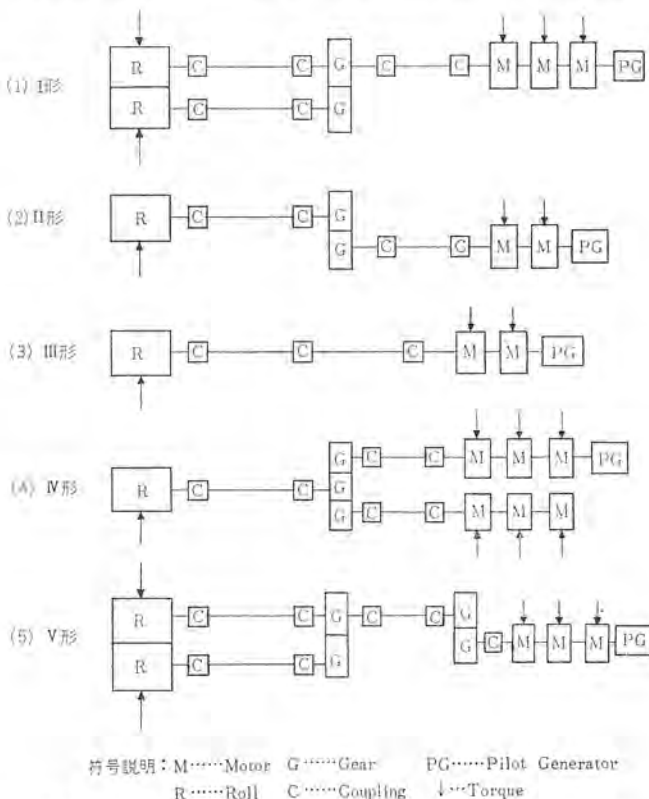 R C C G C C M M M PG
(1) I形
R C C G
(2) II形 R C C G
G C G M M PG
(3) III形 R C C C M M PG
G C C M M M PG
(4) IV形 R C C G
G C C M M M
R C C G C C G
(5) V形 G C M M M PG
R C C G
符号説明：M……Motor G……Gear PG……Pilot Generator
R……Roll C……Coupling ↓…Torque